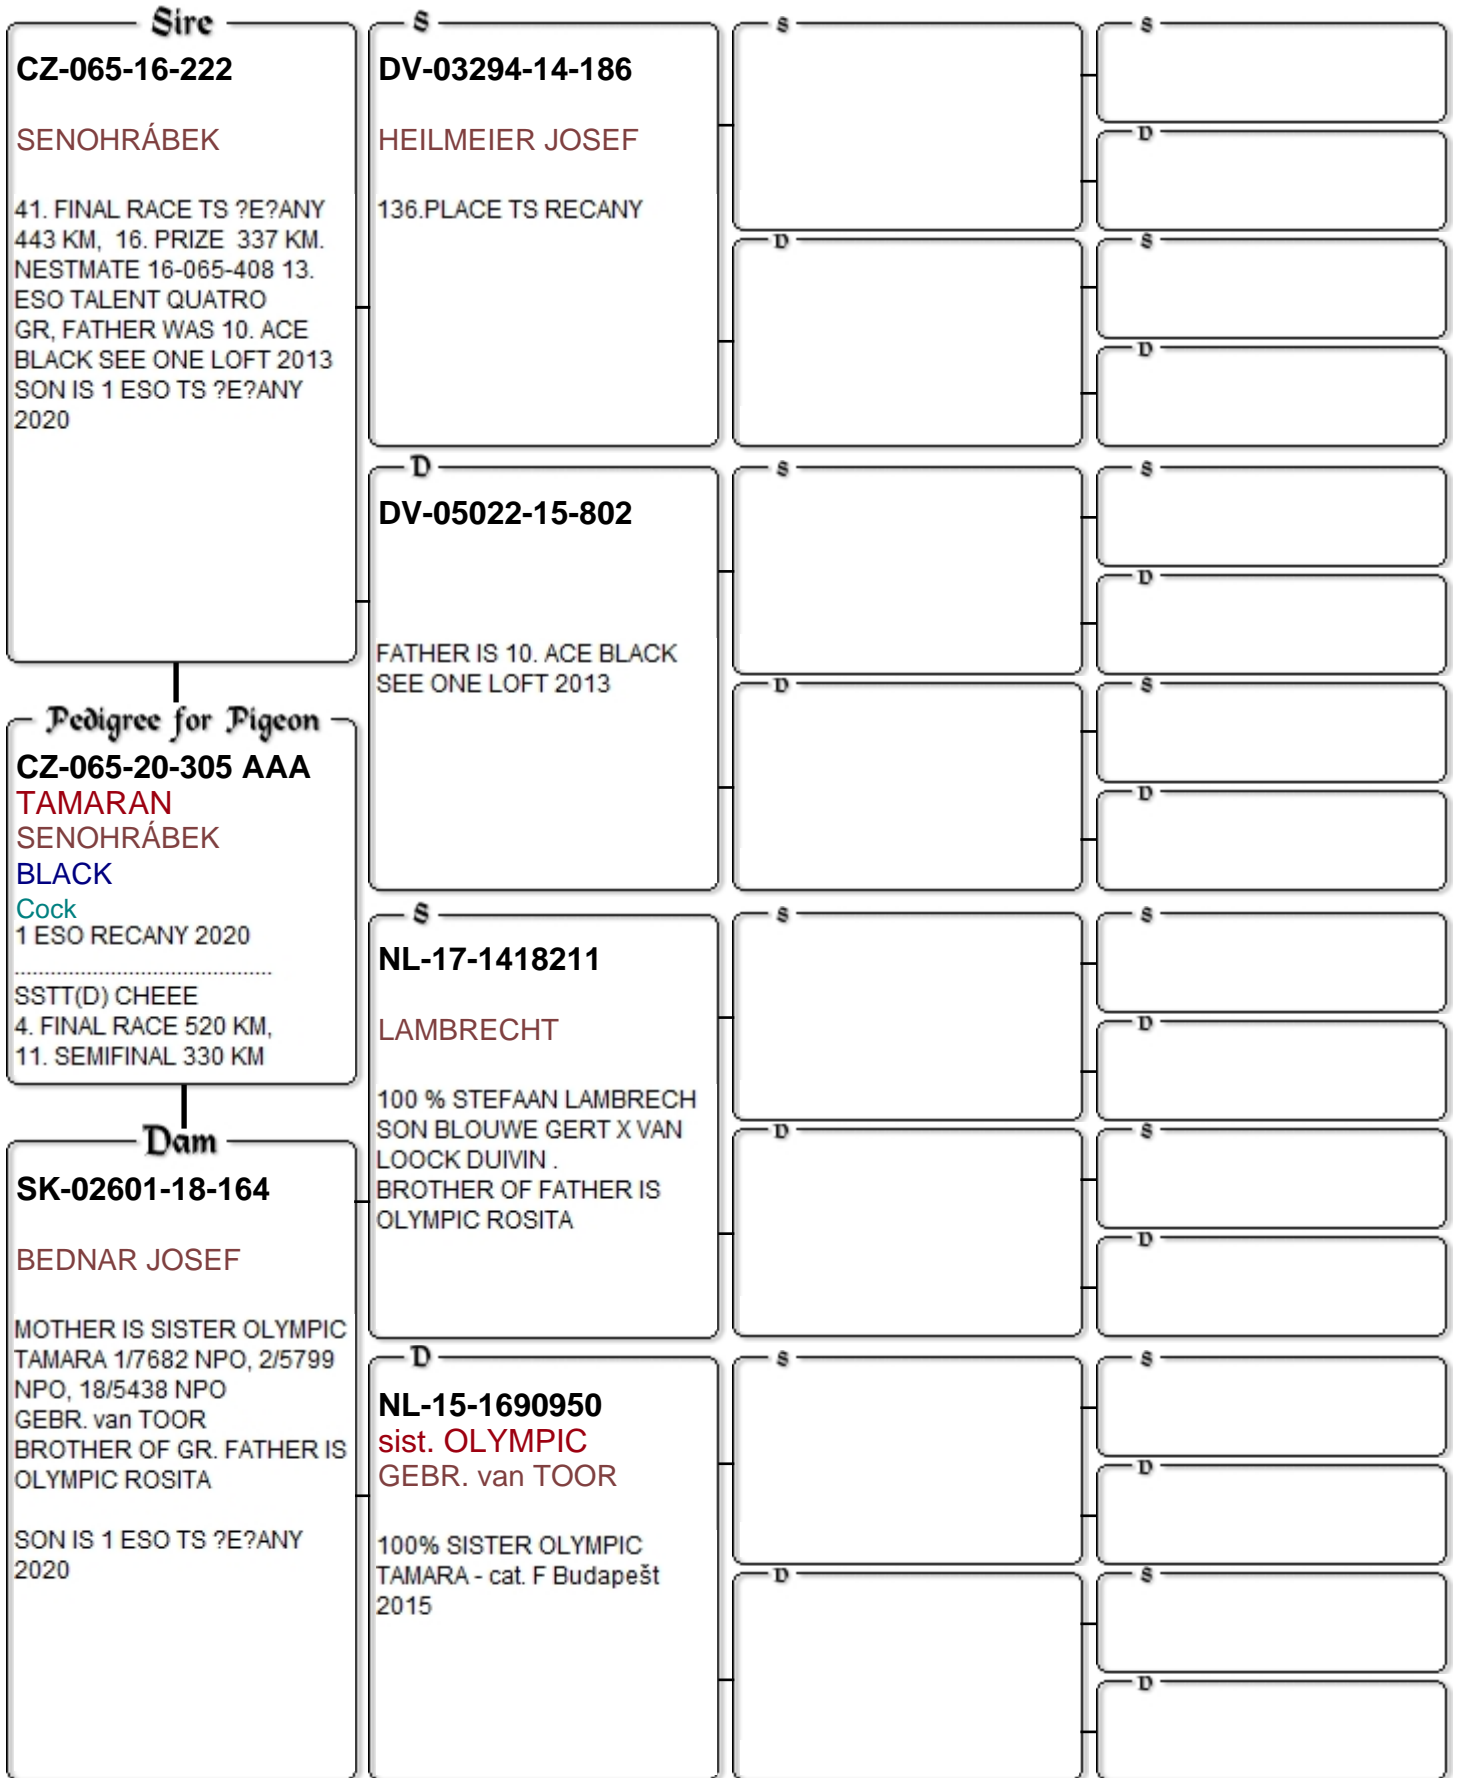 Sire
CZ-065-16-222
SENOHRÁBEK
41. FINAL RACE TS ?E?ANY
443 KM, 16. PRIZE 337 KM.
NESTMATE 16-065-408 13.
ESO TALENT QUATRO
GR, FATHER WAS 10. ACE
BLACK SEE ONE LOFT 2013
SON IS 1 ESO TS ?E?ANY
2020
Pedigree for Pigeon
CZ-065-20-305 AAA
TAMARAN
SENOHRÁBEK
BLACK
Cock
1 ESO RECANY 2020
...........................................
SSTT(D) CHEEE
4. FINAL RACE 520 KM,
11. SEMIFINAL 330 KM
Dam
SK-02601-18-164
BEDNAR JOSEF
MOTHER IS SISTER OLYMPIC
TAMARA 1/7682 NPO, 2/5799
NPO, 18/5438 NPO
GEBR. van TOOR
BROTHER OF GR. FATHER IS
OLYMPIC ROSITA
SON IS 1 ESO TS ?E?ANY
2020
S
DV-03294-14-186
HEILMEIER JOSEF
136.PLACE TS RECANY
D
DV-05022-15-802
FATHER IS 10. ACE BLACK
SEE ONE LOFT 2013
S
NL-17-1418211
LAMBRECHT
100 % STEFAAN LAMBRECH
SON BLOUWE GERT X VAN
LOOCK DUIVIN .
BROTHER OF FATHER IS
OLYMPIC ROSITA
D
NL-15-1690950
sist. OLYMPIC
GEBR. van TOOR
100% SISTER OLYMPIC
TAMARA - cat. F Budapešt
2015
S
D
S
D
S
D
S
D
S
D
S
D
S
D
S
D
S
D
S
D
S
D
S
D